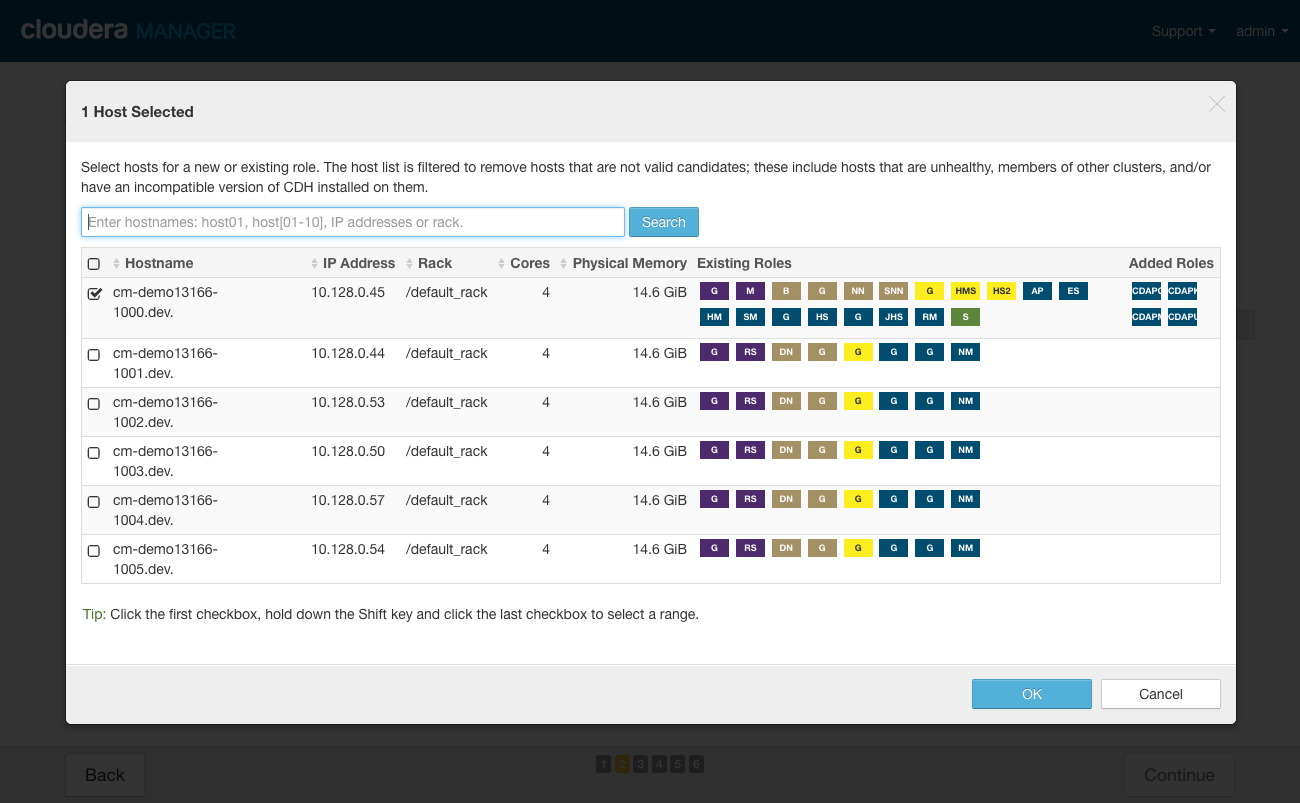 cloudera MANAGER
Support admin
1 Host Selected
Select hosts for a new or existing role. The host list is filtered to remove hosts that are not valid candidates; these include hosts that are unhealthy, members of other clusters, and/or
have an incompatible version of CDH installed on them.
Enter hostnames: host01, host[01-10], IP addresses or rack. Search
Hostname IP Address Rack Cores Physical Memory Existing Roles Added Roles
cm-demo13166- 10.128.0.45 /default_rack 4 14.6 GiB G M B G NN SNN G HMS HS2 AP ES
1000.dev. HM SM G HS G JHS RM S CDAPM CDAPU
cm-demo13166- 10.128.0.44 /default_rack 4 14.6 GiB G RS DN G G G G NM
1001.dev.
cm-demo13166- 10.128.0.53 /default_rack 4 14.6 GiB G RS DN G G G G NM
1002.dev.
cm-demo13166- 10.128.0.50 /default_rack 4 14.6 GiB G RS DN G G G G NM
1003.dev.
cm-demo13166- 10.128.0.57 /default_rack 4 14.6 GiB G RS DN G G G G NM
1004.dev.
cm-demo13166- 10.128.0.54 /default_rack 4 14.6 GiB G RS DN G G G G NM
1005.dev.
Tip: Click the first checkbox, hold down the Shift key and click the last checkbox to select a range.
OK Cancel
Back 1 2 3 4 5 6 Continue